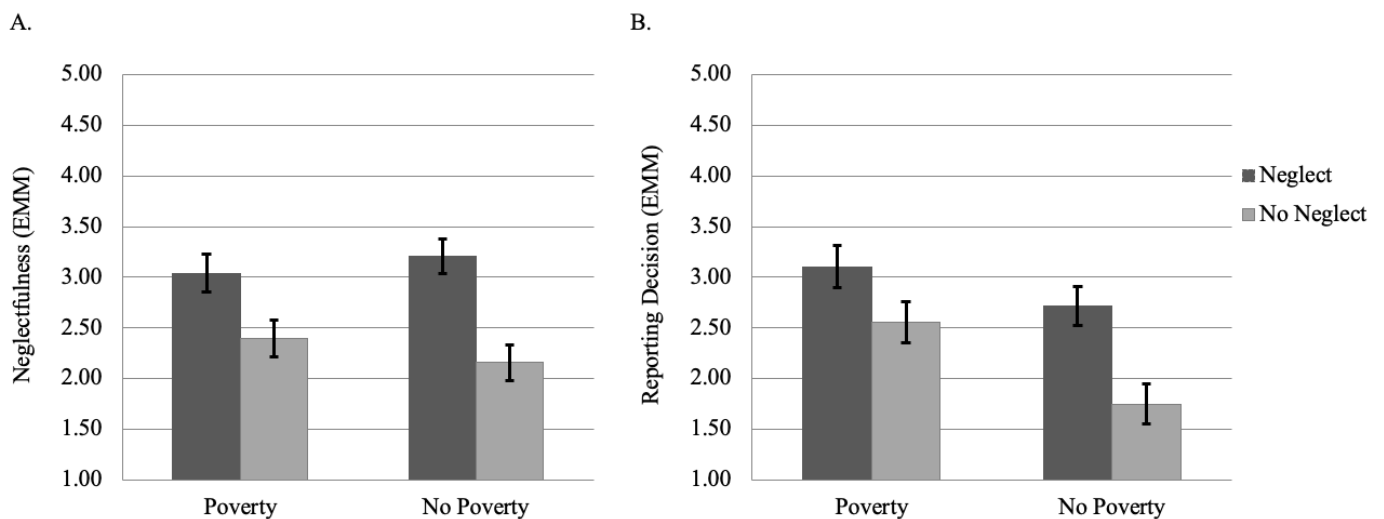 A.
Neglectfulness (EMM)
5.00
4.50
4.00
3.50
3.00
2.50
2.00
1.50
1.00
Poverty
No Poverty
B.
Reporting Decision (EMM)
5.00
4.50
4.00
3.50
3.00
2.50
2.00
1.50
1.00
Poverty
No Poverty
Neglect
No Neglect